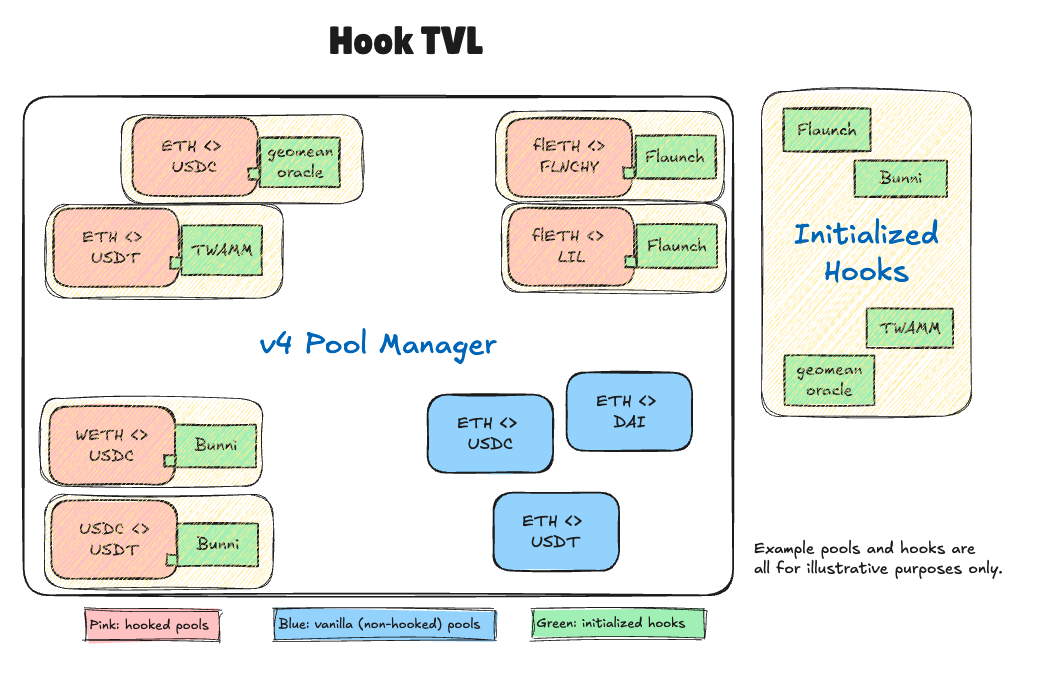 Hook TVL
ETH <>
USDC
geomean
oracle
flETH <>
FLNCHY
Flaunch
ETH <>
USDT
TWAMM
flETH <>
LIL
Flaunch
v4 Pool Manager
WETH <>
USDC
Bunni
ETH <>
USDC
ETH <>
DAI
USDC <>
USDT
Bunni
ETH <>
USDT
Flaunch
Bunni
Initialized
Hooks
TWAMM
geomean
oracle
Example pools and hooks are
all for illustrative purposes only.
Pink: hooked pools
Blue: vanilla (non-hooked) pools
Green: initialized hooks